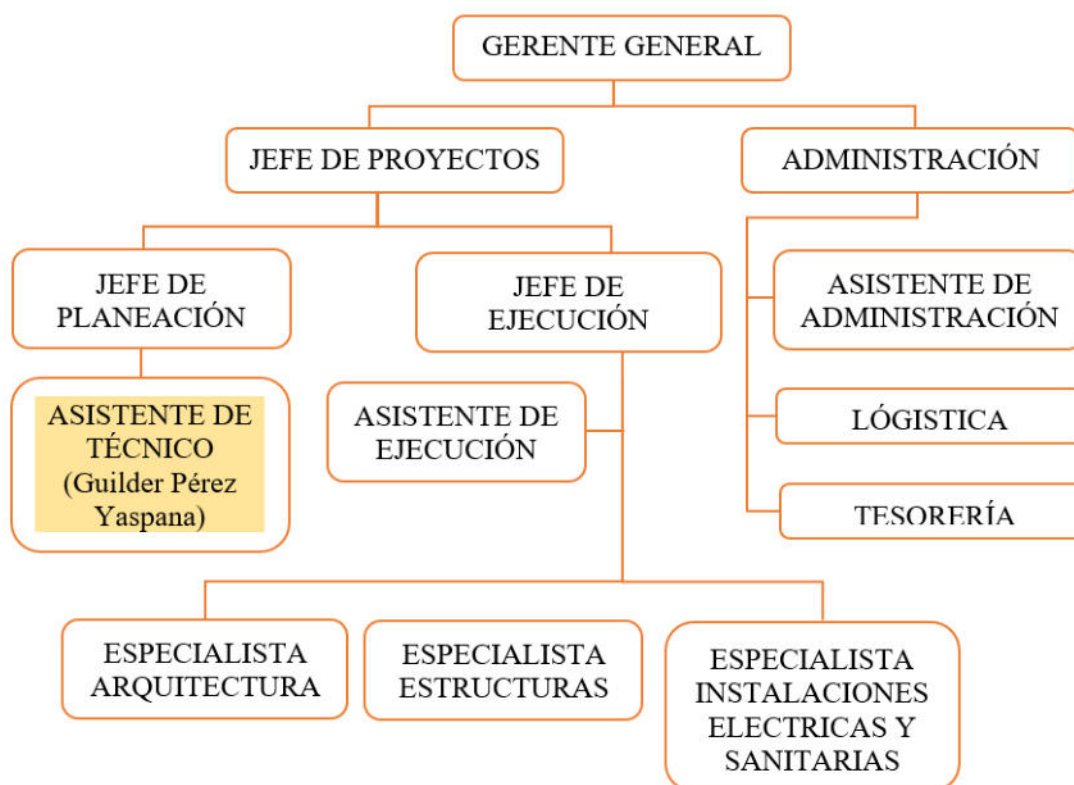 GERENTE GENERAL
JEFE DE PROYECTOS
ADMINISTRACIÓN
JEFE DE
PLANEACIÓN
JEFE DE
EJECUCIÓN
ASISTENTE DE
ADMINISTRACIÓN
ASISTENTE DE
TÉCNICO
(Guilder Pérez
Yaspana)
ASISTENTE DE
EJECUCIÓN
LÓGISTICA
TESORERÍA
ESPECIALISTA
ARQUITECTURA
ESPECIALISTA
ESTRUCTURAS
ESPECIALISTA
INSTALACIONES
ELECTRICAS Y
SANITARIAS